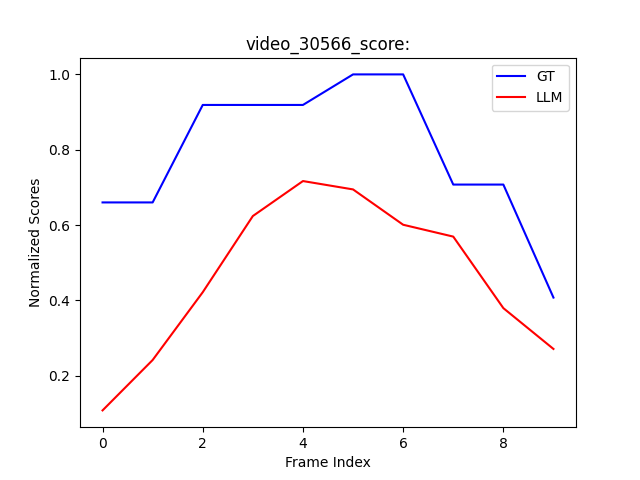 video_30566_score:
GT
LLM
Normalized Scores
1.0
0.8
0.6
0.4
0.2
0 2 4 6 8
Frame Index